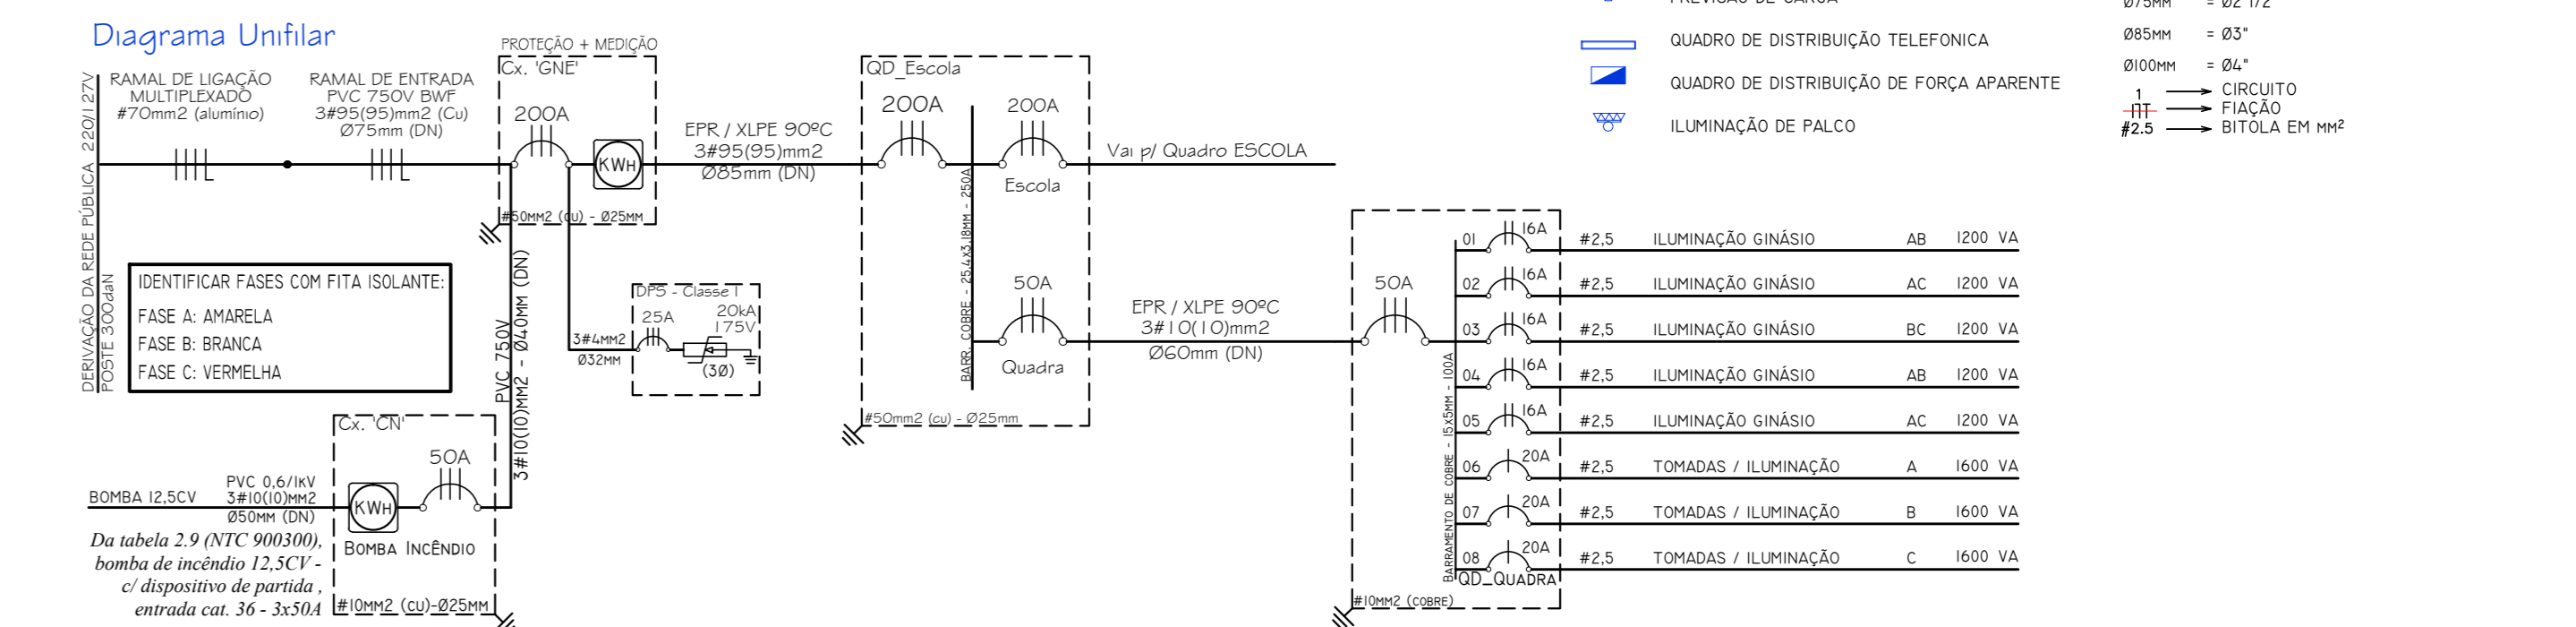 Diagrama Unifilar
DERIVAÇÃO DA REDE PÚBLICA 220/127V
POSTE 300daN
RAMAL DE LIGAÇÃO
MULTIPLEXADO
#70mm2 (alumínio)
RAMAL DE ENTRADA
PVC 750V BWF
3#95(95)mm2 (Cu)
Ø75mm (DN)
PROTEÇÃO + MEDIÇÃO
Cx. 'GNE'
200A
KWH
#50MM2 (CU) - Ø25MM
EPR / XLPE 90ºC
3#95(95)mm2
Ø85mm (DN)
QD_Escola
200A
200A
Escola
Vai p/ Quadro ESCOLA
BARR. COBRE - 25,4x3,18MM - 250A
50A
Quadra
#50mm2 (cu) - Ø25mm
EPR / XLPE 90ºC
3#10(10)mm2
Ø60mm (DN)
IDENTIFICAR FASES COM FITA ISOLANTE:
FASE A: AMARELA
FASE B: BRANCA
FASE C: VERMELHA
PVC 750V
3#10(10)MM2 - Ø40MM (DN)
3#4MM2
Ø32MM
DPS - Classe I
25A
20kA
175V
(3Ø)
Cx. 'CN'
50A
KWH
BOMBA INCÊNDIO
#10MM2 (CU)-Ø25MM
BOMBA 12,5CV
PVC 0,6/1KV
3#10(10)MM2
Ø50MM (DN)
Da tabela 2.9 (NTC 900300),
bomba de incêndio 12,5CV -
c/ dispositivo de partida ,
entrada cat. 36 - 3x50A
50A
BARRAMENTO DE COBRE - 15x5MM - 100A
QD_QUADRA
#10MM2 (COBRE)
01 16A #2,5 ILUMINAÇÃO GINÁSIO AB 1200 VA
02 16A #2,5 ILUMINAÇÃO GINÁSIO AC 1200 VA
03 16A #2,5 ILUMINAÇÃO GINÁSIO BC 1200 VA
04 16A #2,5 ILUMINAÇÃO GINÁSIO AB 1200 VA
05 16A #2,5 ILUMINAÇÃO GINÁSIO AC 1200 VA
06 20A #2,5 TOMADAS / ILUMINAÇÃO A 1600 VA
07 20A #2,5 TOMADAS / ILUMINAÇÃO B 1600 VA
08 20A #2,5 TOMADAS / ILUMINAÇÃO C 1600 VA
PREVISÃO DE CARGA
QUADRO DE DISTRIBUIÇÃO TELEFONICA
QUADRO DE DISTRIBUIÇÃO DE FORÇA APARENTE
ILUMINAÇÃO DE PALCO
Ø75MM = Ø2 1/2
Ø85MM = Ø3"
Ø100MM = Ø4"
1 CIRCUITO
FIAÇÃO
#2.5 BITOLA EM MM²